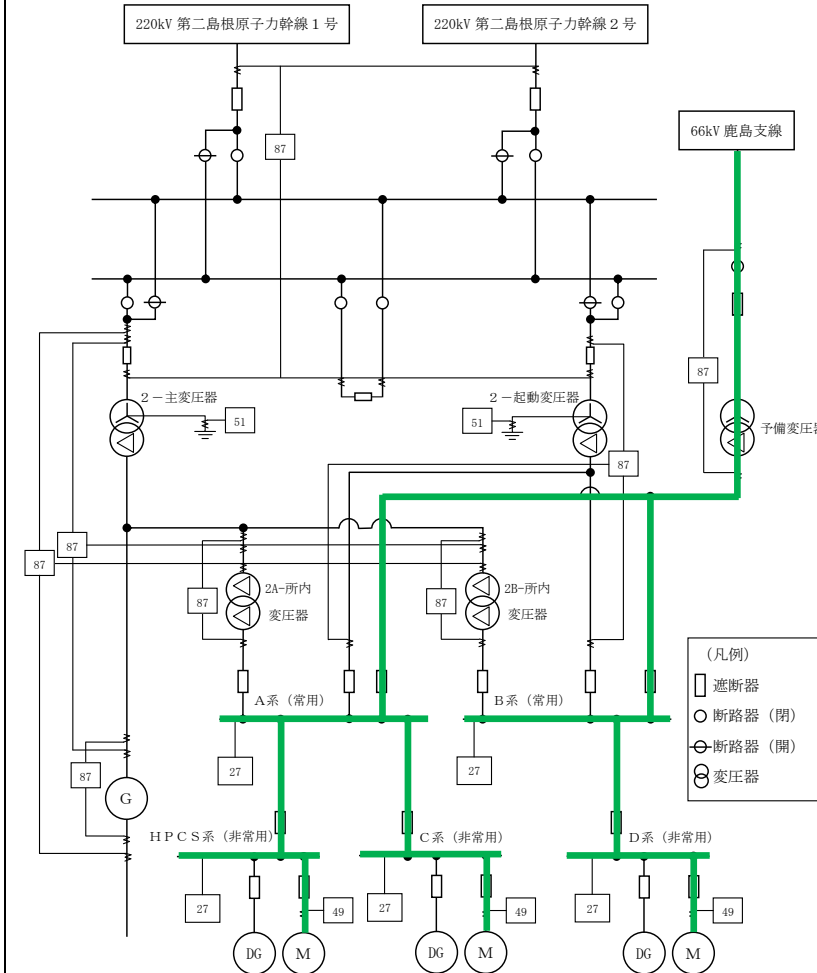 220kV 第二島根原子力幹線1号
220kV 第二島根原子力幹線2号
66kV 鹿島支線
87
87
2-主変圧器
51
2-起動変圧器
51
予備変圧器
87
87
87
87
2A-所内
変圧器
87
2B-所内
変圧器
(凡例)
遮断器
断路器(閉)
断路器(開)
変圧器
A系(常用)
B系(常用)
27
27
87
G
HPCS系(非常用)
C系(非常用)
D系(非常用)
27
49
27
49
27
49
DG
M
DG
M
DG
M